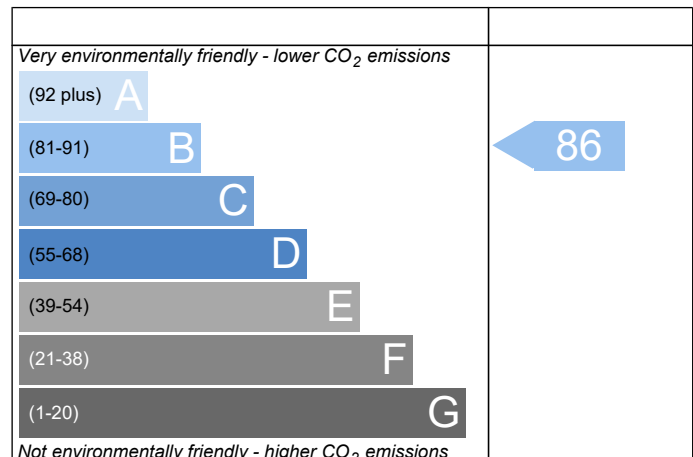 Very environmentally friendly - lower CO2 emissions
(92 plus) A
(81-91) B
86
(69-80) C
(55-68) D
(39-54) E
(21-38) F
(1-20) G
Not environmentally friendly - higher CO2 emissions